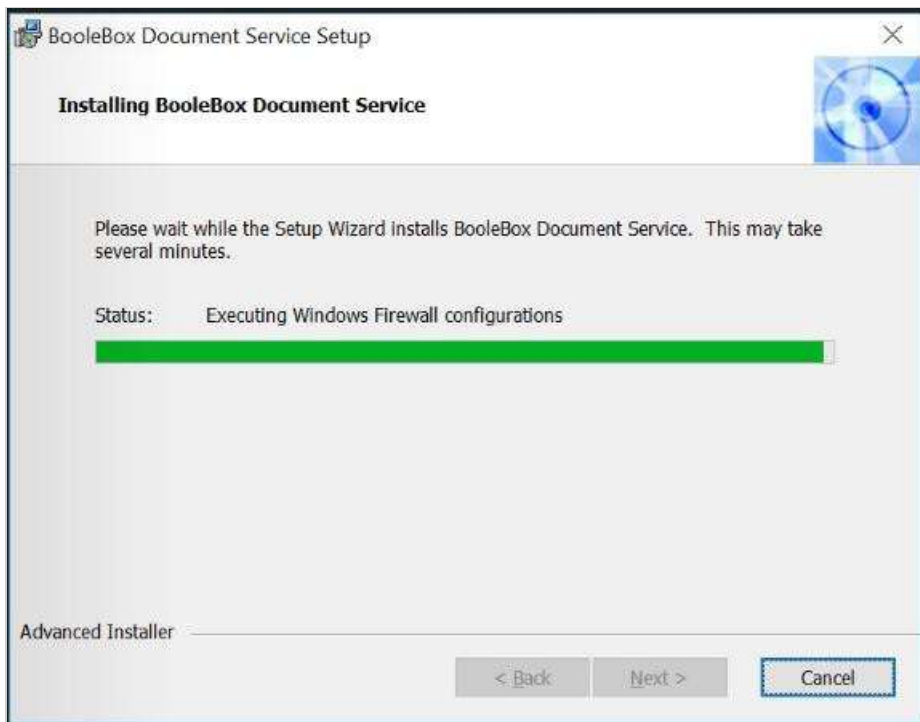 BooleBox Document Service Setup
Installing BooleBox Document Service
Please wait while the Setup Wizard installs BooleBox Document Service. This may take
several minutes.
Status: Executing Windows Firewall configurations
Advanced Installer
< Back Next > Cancel